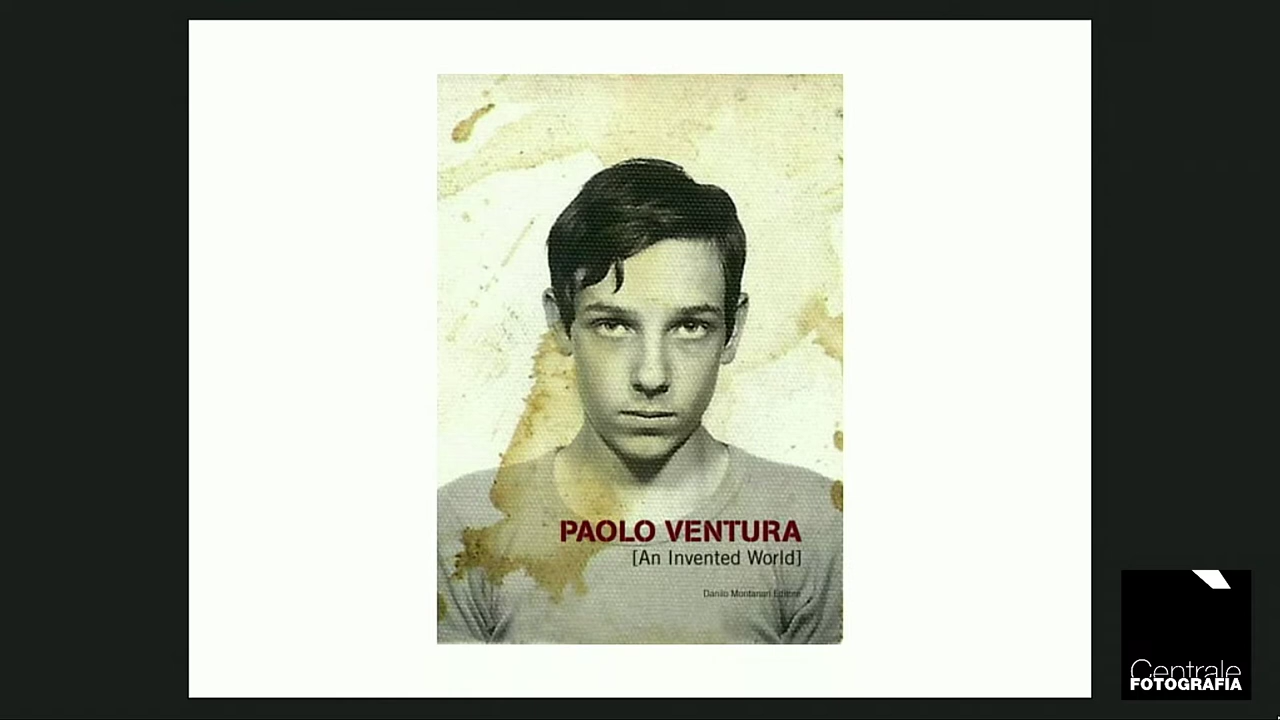 PAOLO VENTURA
[An Invented World]
Danilo Montanari Editore
Centrale
FOTOGRAFIA